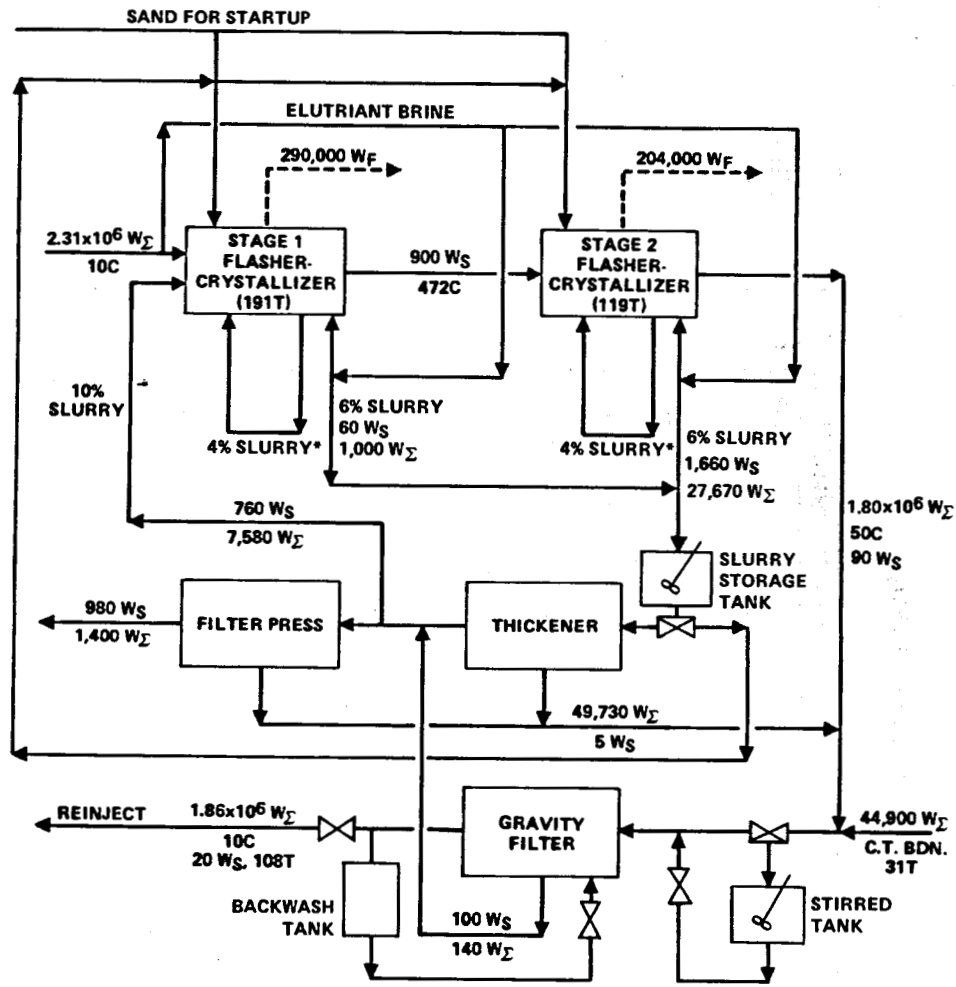 SAND FOR STARTUP
ELUTRIANT BRINE
290,000 WF
204,000 WF
2.31x10⁶ WΣ
10C
STAGE 1
FLASHER-
CRYSTALLIZER
(191T)
900 WS
472C
STAGE 2
FLASHER-
CRYSTALLIZER
(119T)
10%
SLURRY
4% SLURRY*
6% SLURRY
60 WS
1,000 WΣ
4% SLURRY*
6% SLURRY
1,660 WS
27,670 WΣ
1.80x10⁶ WΣ
50C
90 WS
760 WS
7,580 WΣ
SLURRY
STORAGE
TANK
980 WS
1,400 WΣ
FILTER PRESS
THICKENER
49,730 WΣ
5 WS
REINJECT
1.86x10⁶ WΣ
10C
20 WS, 108T
GRAVITY
FILTER
44,900 WΣ
C.T. BDN.
31T
BACKWASH
TANK
100 WS
140 WΣ
STIRRED
TANK